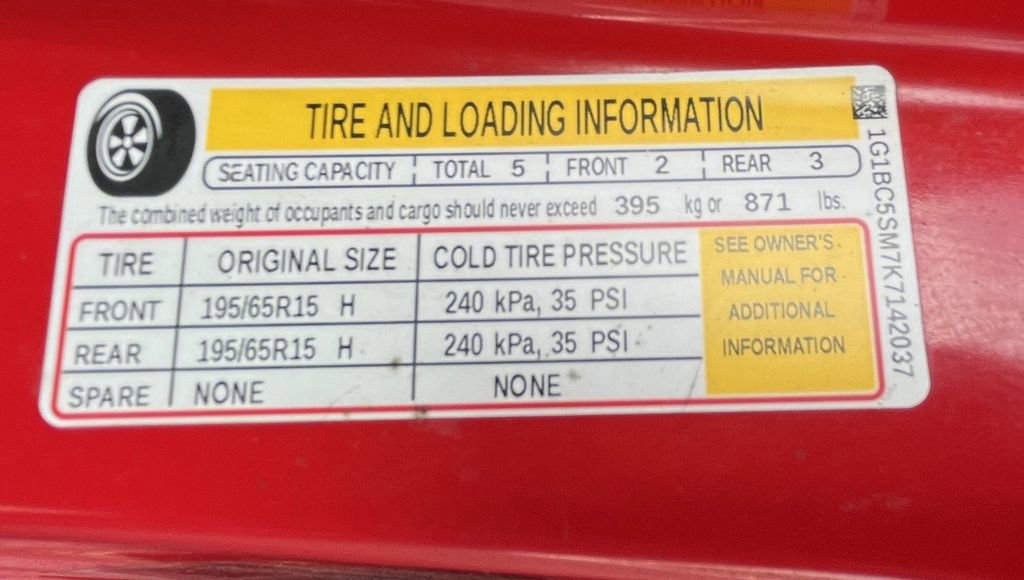 TIRE AND LOADING INFORMATION
SEATING CAPACITY TOTAL 5 FRONT 2 REAR 3
The combined weight of occupants and cargo should never exceed 395 kg or 871 lbs.
TIRE ORIGINAL SIZE COLD TIRE PRESSURE
FRONT 195/65R15 H 240 kPa, 35 PSI
REAR 195/65R15 H 240 kPa, 35 PSI
SPARE NONE NONE
SEE OWNER'S
MANUAL FOR
ADDITIONAL
INFORMATION
1G1BC5SM7K7142037